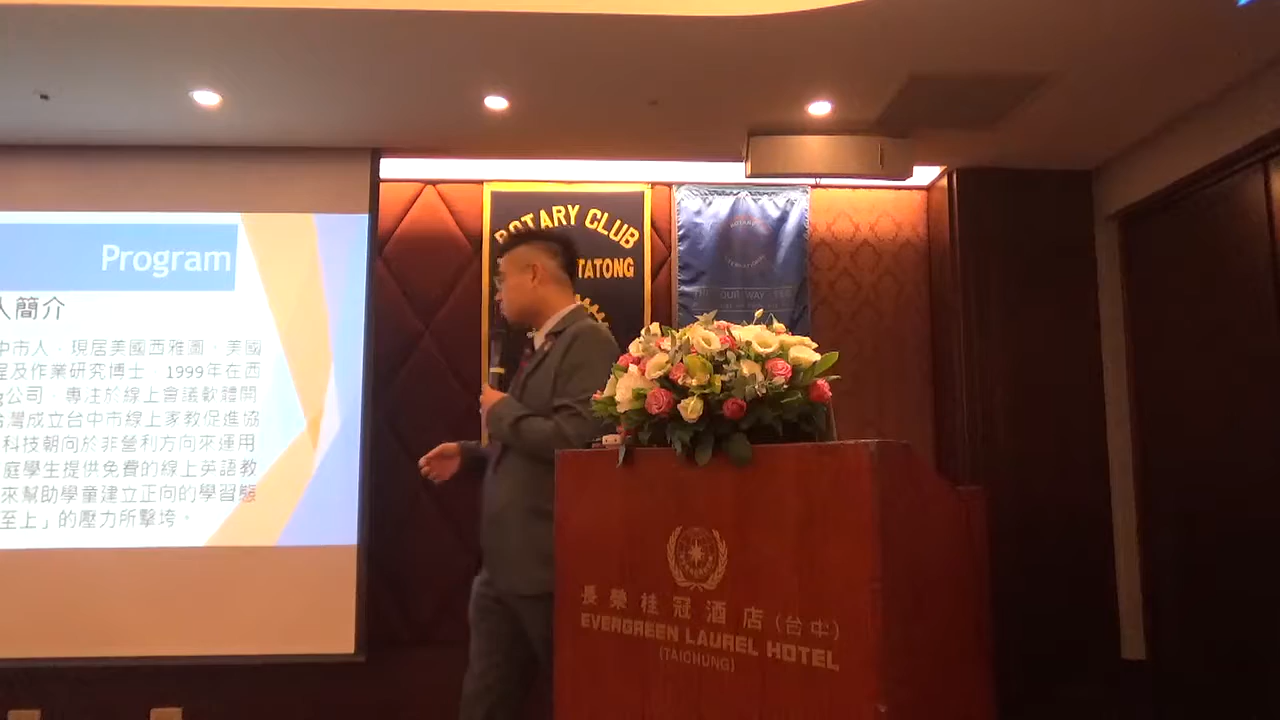 Program
人簡介
中市人，現居美國西雅圖，美國
程及作業研究博士，1999年在西
g公司，專注於線上會議軟體開
台灣成立台中市線上家教促進協
科技朝向於非營利方向來運用
庭學生提供免費的線上英語教
來幫助學童建立正向的學習態
至上」的壓力所擊垮。
ROTARY CLUB
TATONG
長榮桂冠酒店(台中)
EVERGREEN LAUREL HOTEL
(TAICHUNG)